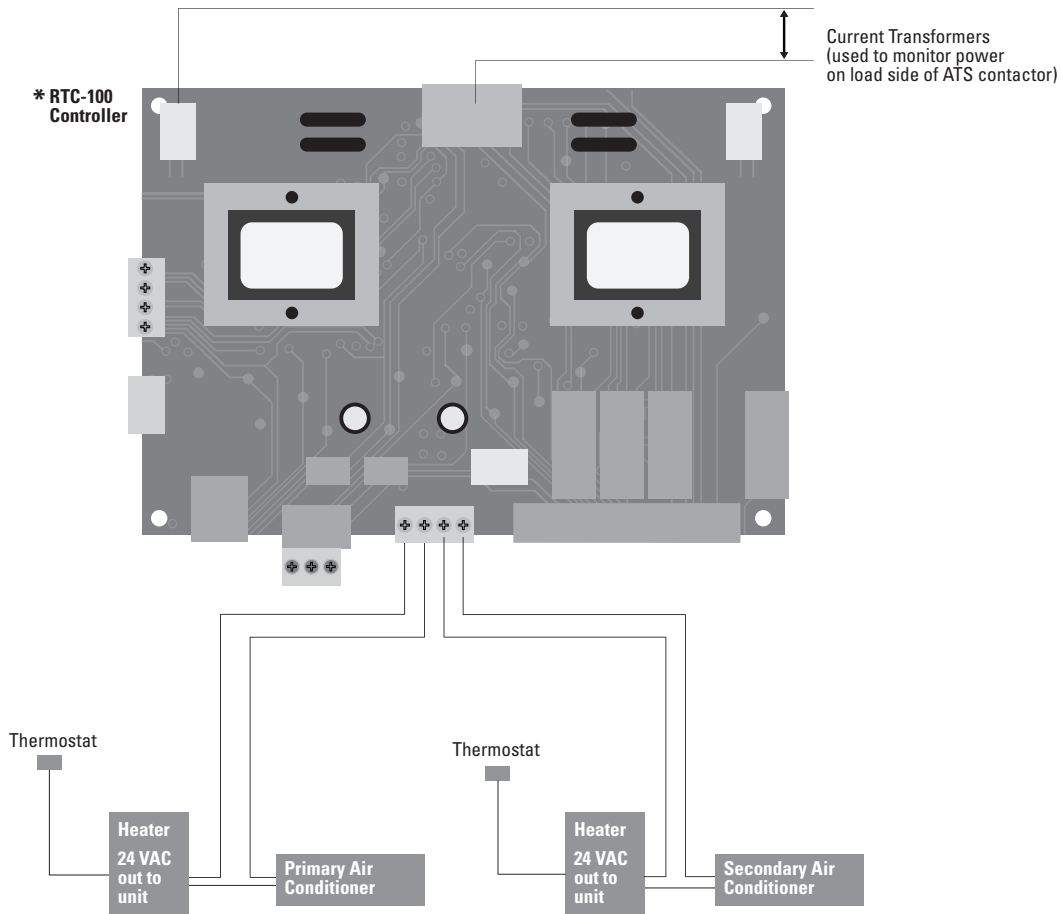 Current Transformers
(used to monitor power
on load side of ATS contactor)
* RTC-100
Controller
Thermostat
Heater
24 VAC
out to
unit
Primary Air
Conditioner
Thermostat
Heater
24 VAC
out to
unit
Secondary Air
Conditioner